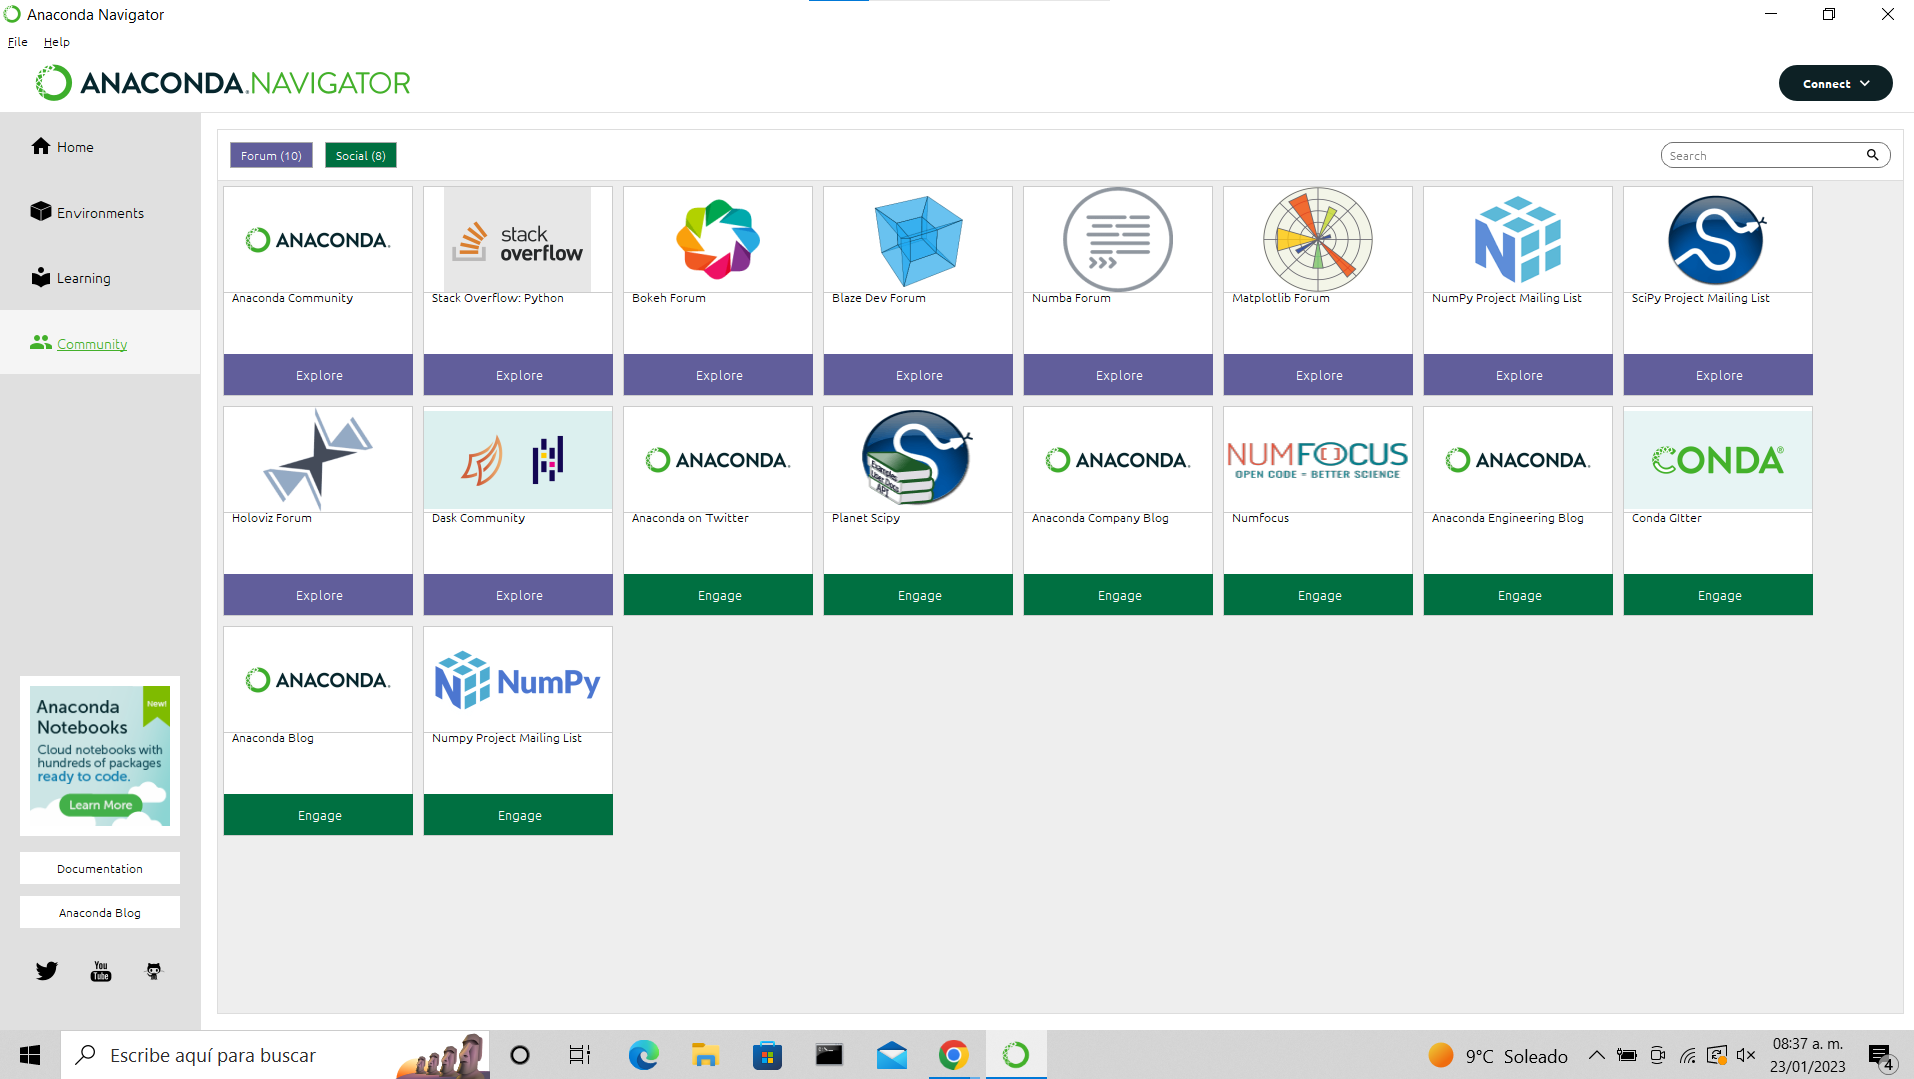 Anaconda Navigator
File Help
ANACONDA.NAVIGATOR
Connect
Home
Environments
Learning
Community
Forum (10) Social (8)
Search
ANACONDA.
stack
overflow
Anaconda Community
Stack Overflow: Python
Bokeh Forum
Blaze Dev Forum
Numba Forum
Matplotlib Forum
NumPy Project Mailing List
SciPy Project Mailing List
Explore
Explore
Explore
Explore
Explore
Explore
Explore
Explore
ANACONDA.
Examples
User Docs
API
ANACONDA.
NUMFOCUS
OPEN CODE = BETTER SCIENCE
ANACONDA.
CONDA®
Holoviz Forum
Dask Community
Anaconda on Twitter
Planet Scipy
Anaconda Company Blog
Numfocus
Anaconda Engineering Blog
Conda GItter
Explore
Explore
Engage
Engage
Engage
Engage
Engage
Engage
ANACONDA.
NumPy
Anaconda Blog
Numpy Project Mailing List
Engage
Engage
Anaconda
Notebooks
New!
Cloud notebooks with
hundreds of packages
ready to code.
Learn More
Documentation
Anaconda Blog
You
Tube
Escribe aquí para buscar
9°C Soleado
08:37 a. m.
23/01/2023
4